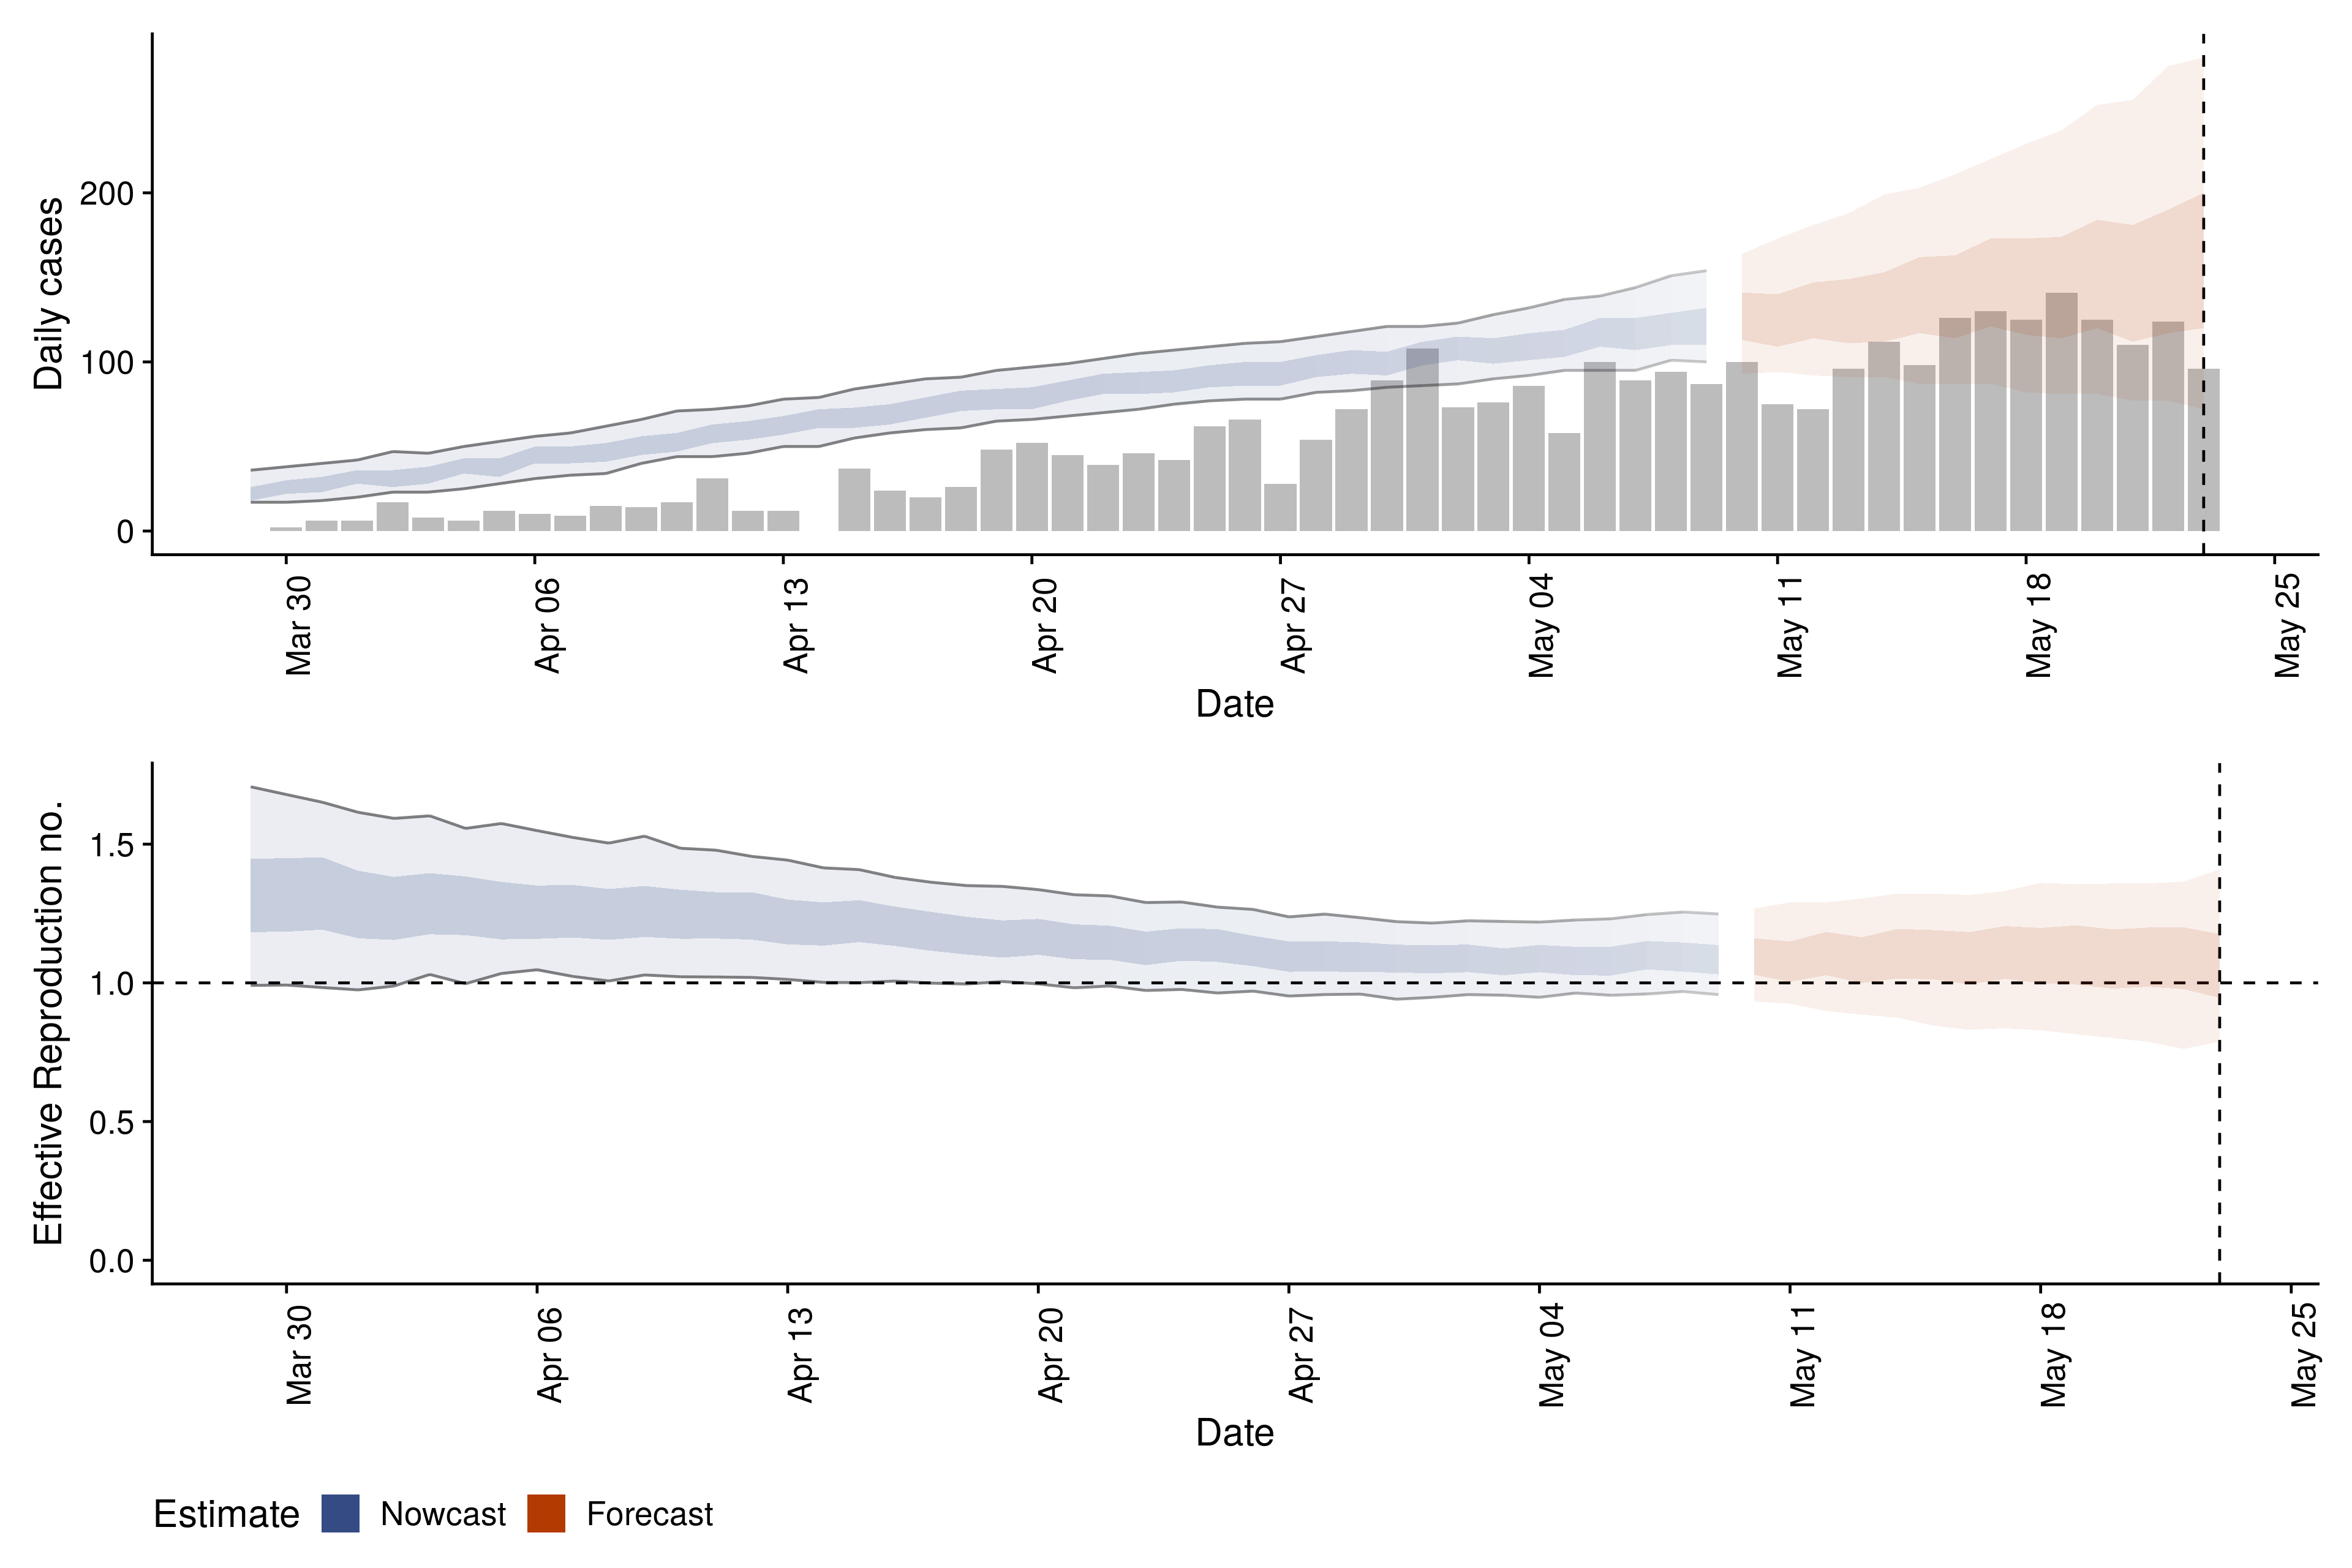 Daily cases
200
100
0
Mar 30
Apr 06
Apr 13
Apr 20
Apr 27
May 04
May 11
May 18
May 25
Date
Effective Reproduction no.
1.5
1.0
0.5
0.0
Mar 30
Apr 06
Apr 13
Apr 20
Apr 27
May 04
May 11
May 18
May 25
Date
Estimate Nowcast Forecast